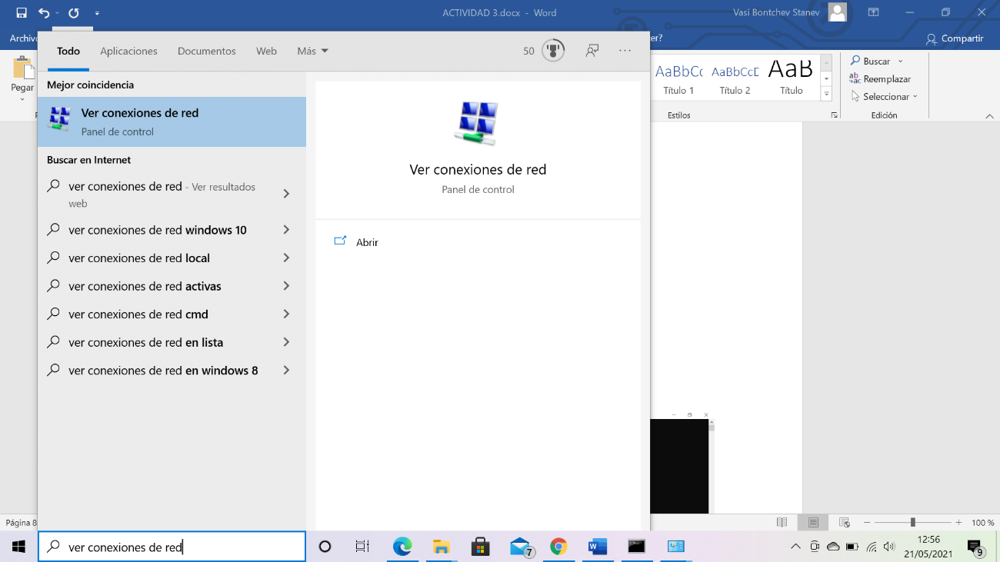 ACTIVIDAD 3.docx - Word
Vasi Bontchev Stanev
er?
Compartir
Todo
Aplicaciones
Documentos
Web
Más
50
Pegar
AaBbCc
AaBbCcD
AaB
Título 1
Título 2
Título
Estilos
Buscar
Reemplazar
Seleccionar
Edición
Mejor coincidencia
Ver conexiones de red
Panel de control
Buscar en Internet
ver conexiones de red - Ver resultados
web
ver conexiones de red windows 10
ver conexiones de red local
ver conexiones de red activas
ver conexiones de red cmd
ver conexiones de red en lista
ver conexiones de red en windows 8
Ver conexiones de red
Panel de control
Abrir
Página 8
100 %
ver conexiones de red
7
12:56
21/05/2021
9